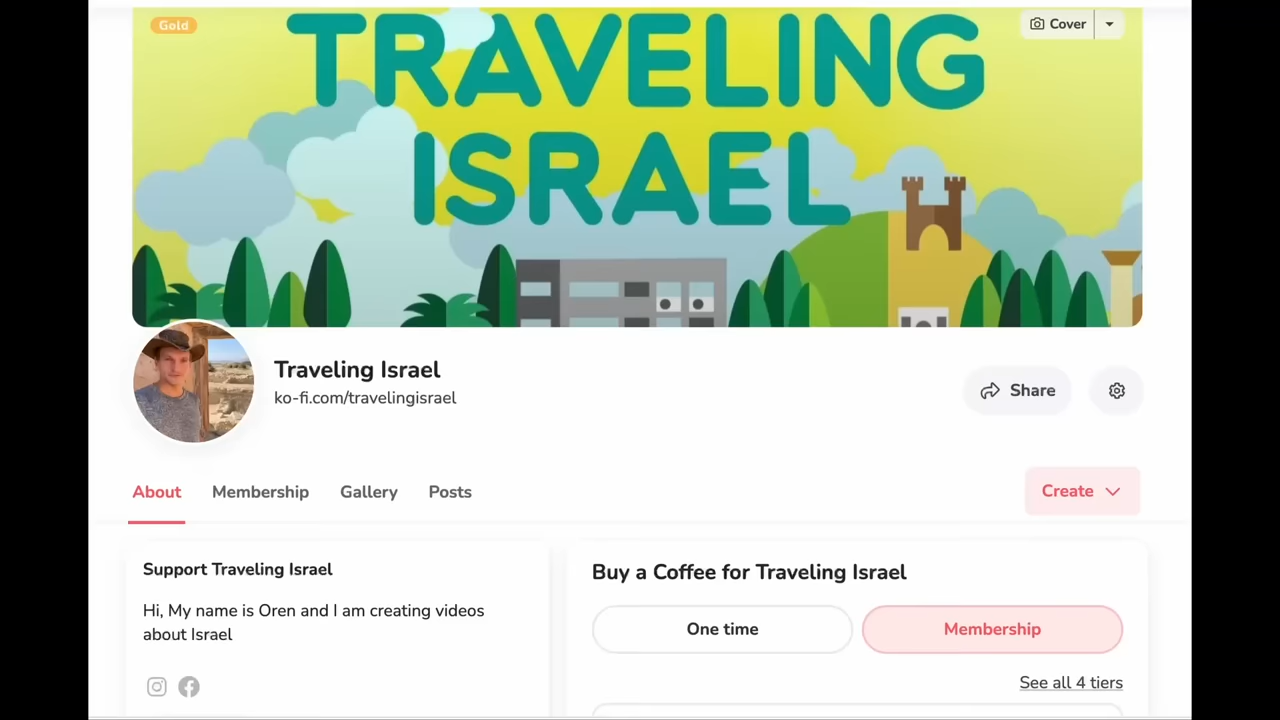 Gold
Cover
TRAVELING
ISRAEL
Traveling Israel
ko-fi.com/travelingisrael
Share
About
Membership
Gallery
Posts
Create
Support Traveling Israel
Hi, My name is Oren and I am creating videos
about Israel
Buy a Coffee for Traveling Israel
One time
Membership
See all 4 tiers